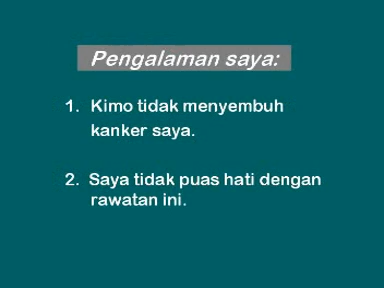 Pengalaman saya:
1. Kimo tidak menyembuh
kanker saya.
2. Saya tidak puas hati dengan
rawatan ini.